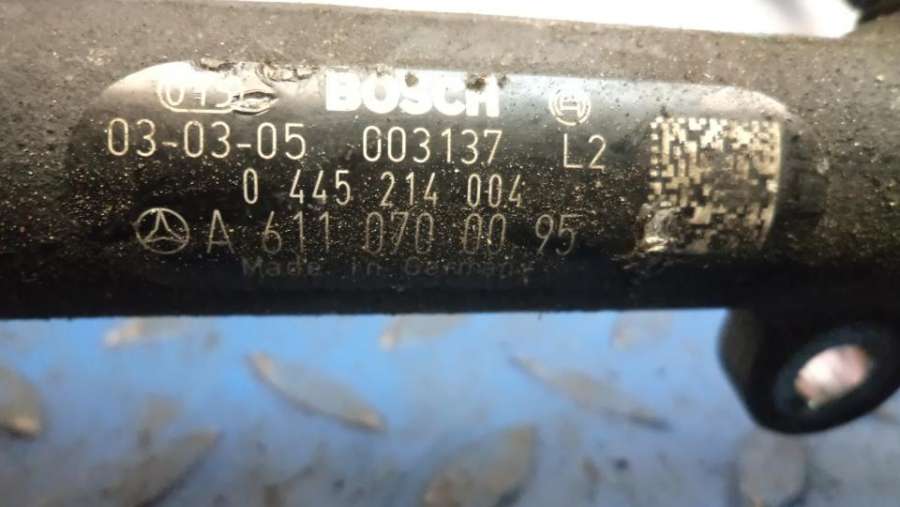 BOSCH
03-03-05 003137 L2
0 445 214 004
A 611 070 00 95
Made in Germany